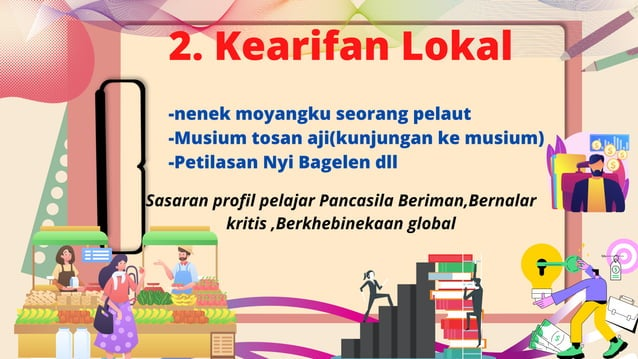 2. Kearifan Lokal
-nenek moyangku seorang pelaut
-Musium tosan aji(kunjungan ke musium)
-Petilasan Nyi Bagelen dll
Sasaran profil pelajar Pancasila Beriman,Bernalar
kritis ,Berkhebinekaan global